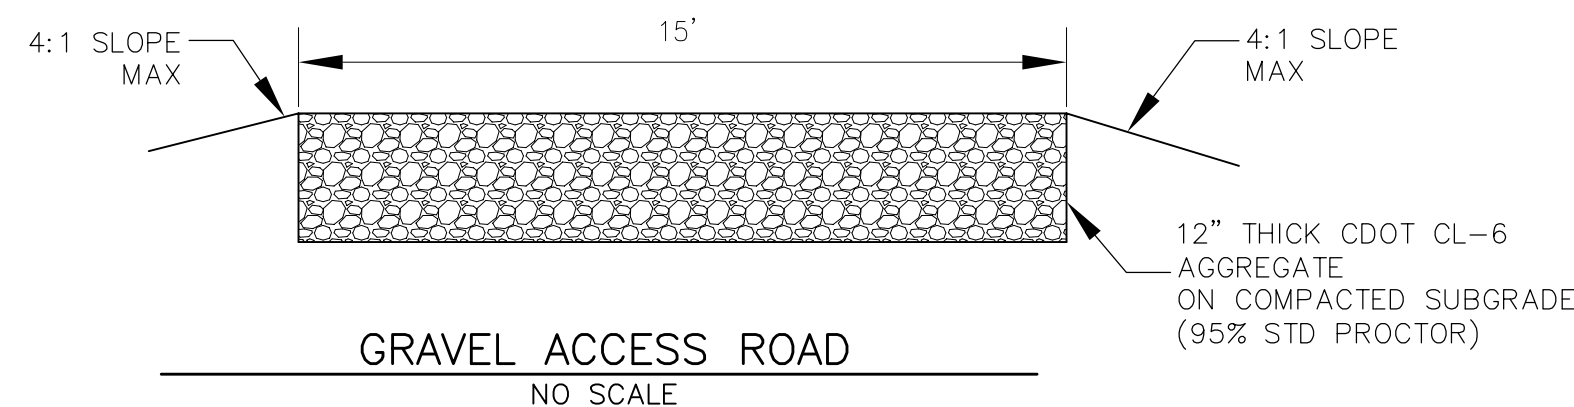 15'
4:1 SLOPE
MAX
4:1 SLOPE
MAX
12" THICK CDOT CL-6
AGGREGATE
ON COMPACTED SUBGRADE
(95% STD PROCTOR)
GRAVEL ACCESS ROAD
NO SCALE